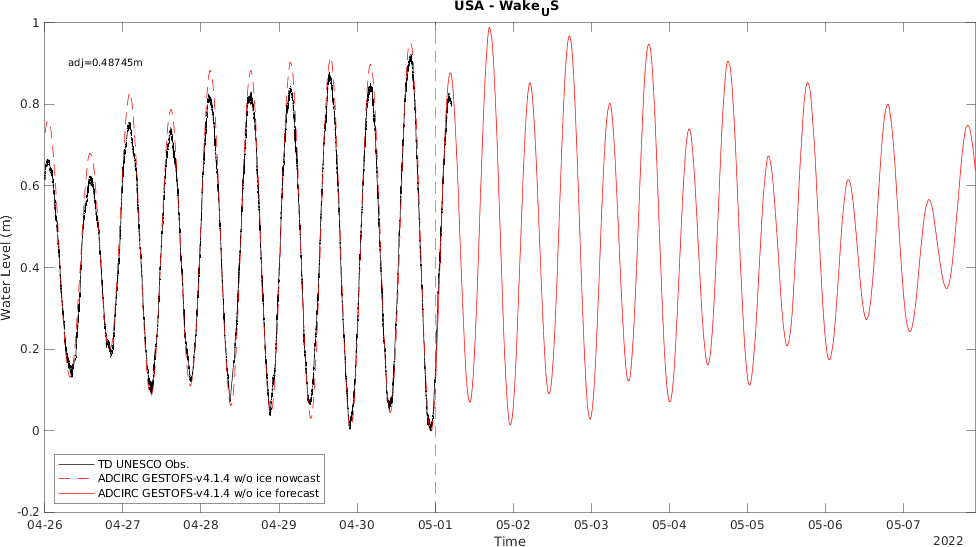 USA - Wake_US
adj=0.48745m
1
0.8
0.6
0.4
0.2
0
-0.2
Water Level (m)
TD UNESCO Obs.
ADCIRC GESTOFS-v4.1.4 w/o ice nowcast
ADCIRC GESTOFS-v4.1.4 w/o ice forecast
04-26 04-27 04-28 04-29 04-30 05-01 05-02 05-03 05-04 05-05 05-06 05-07
Time
2022